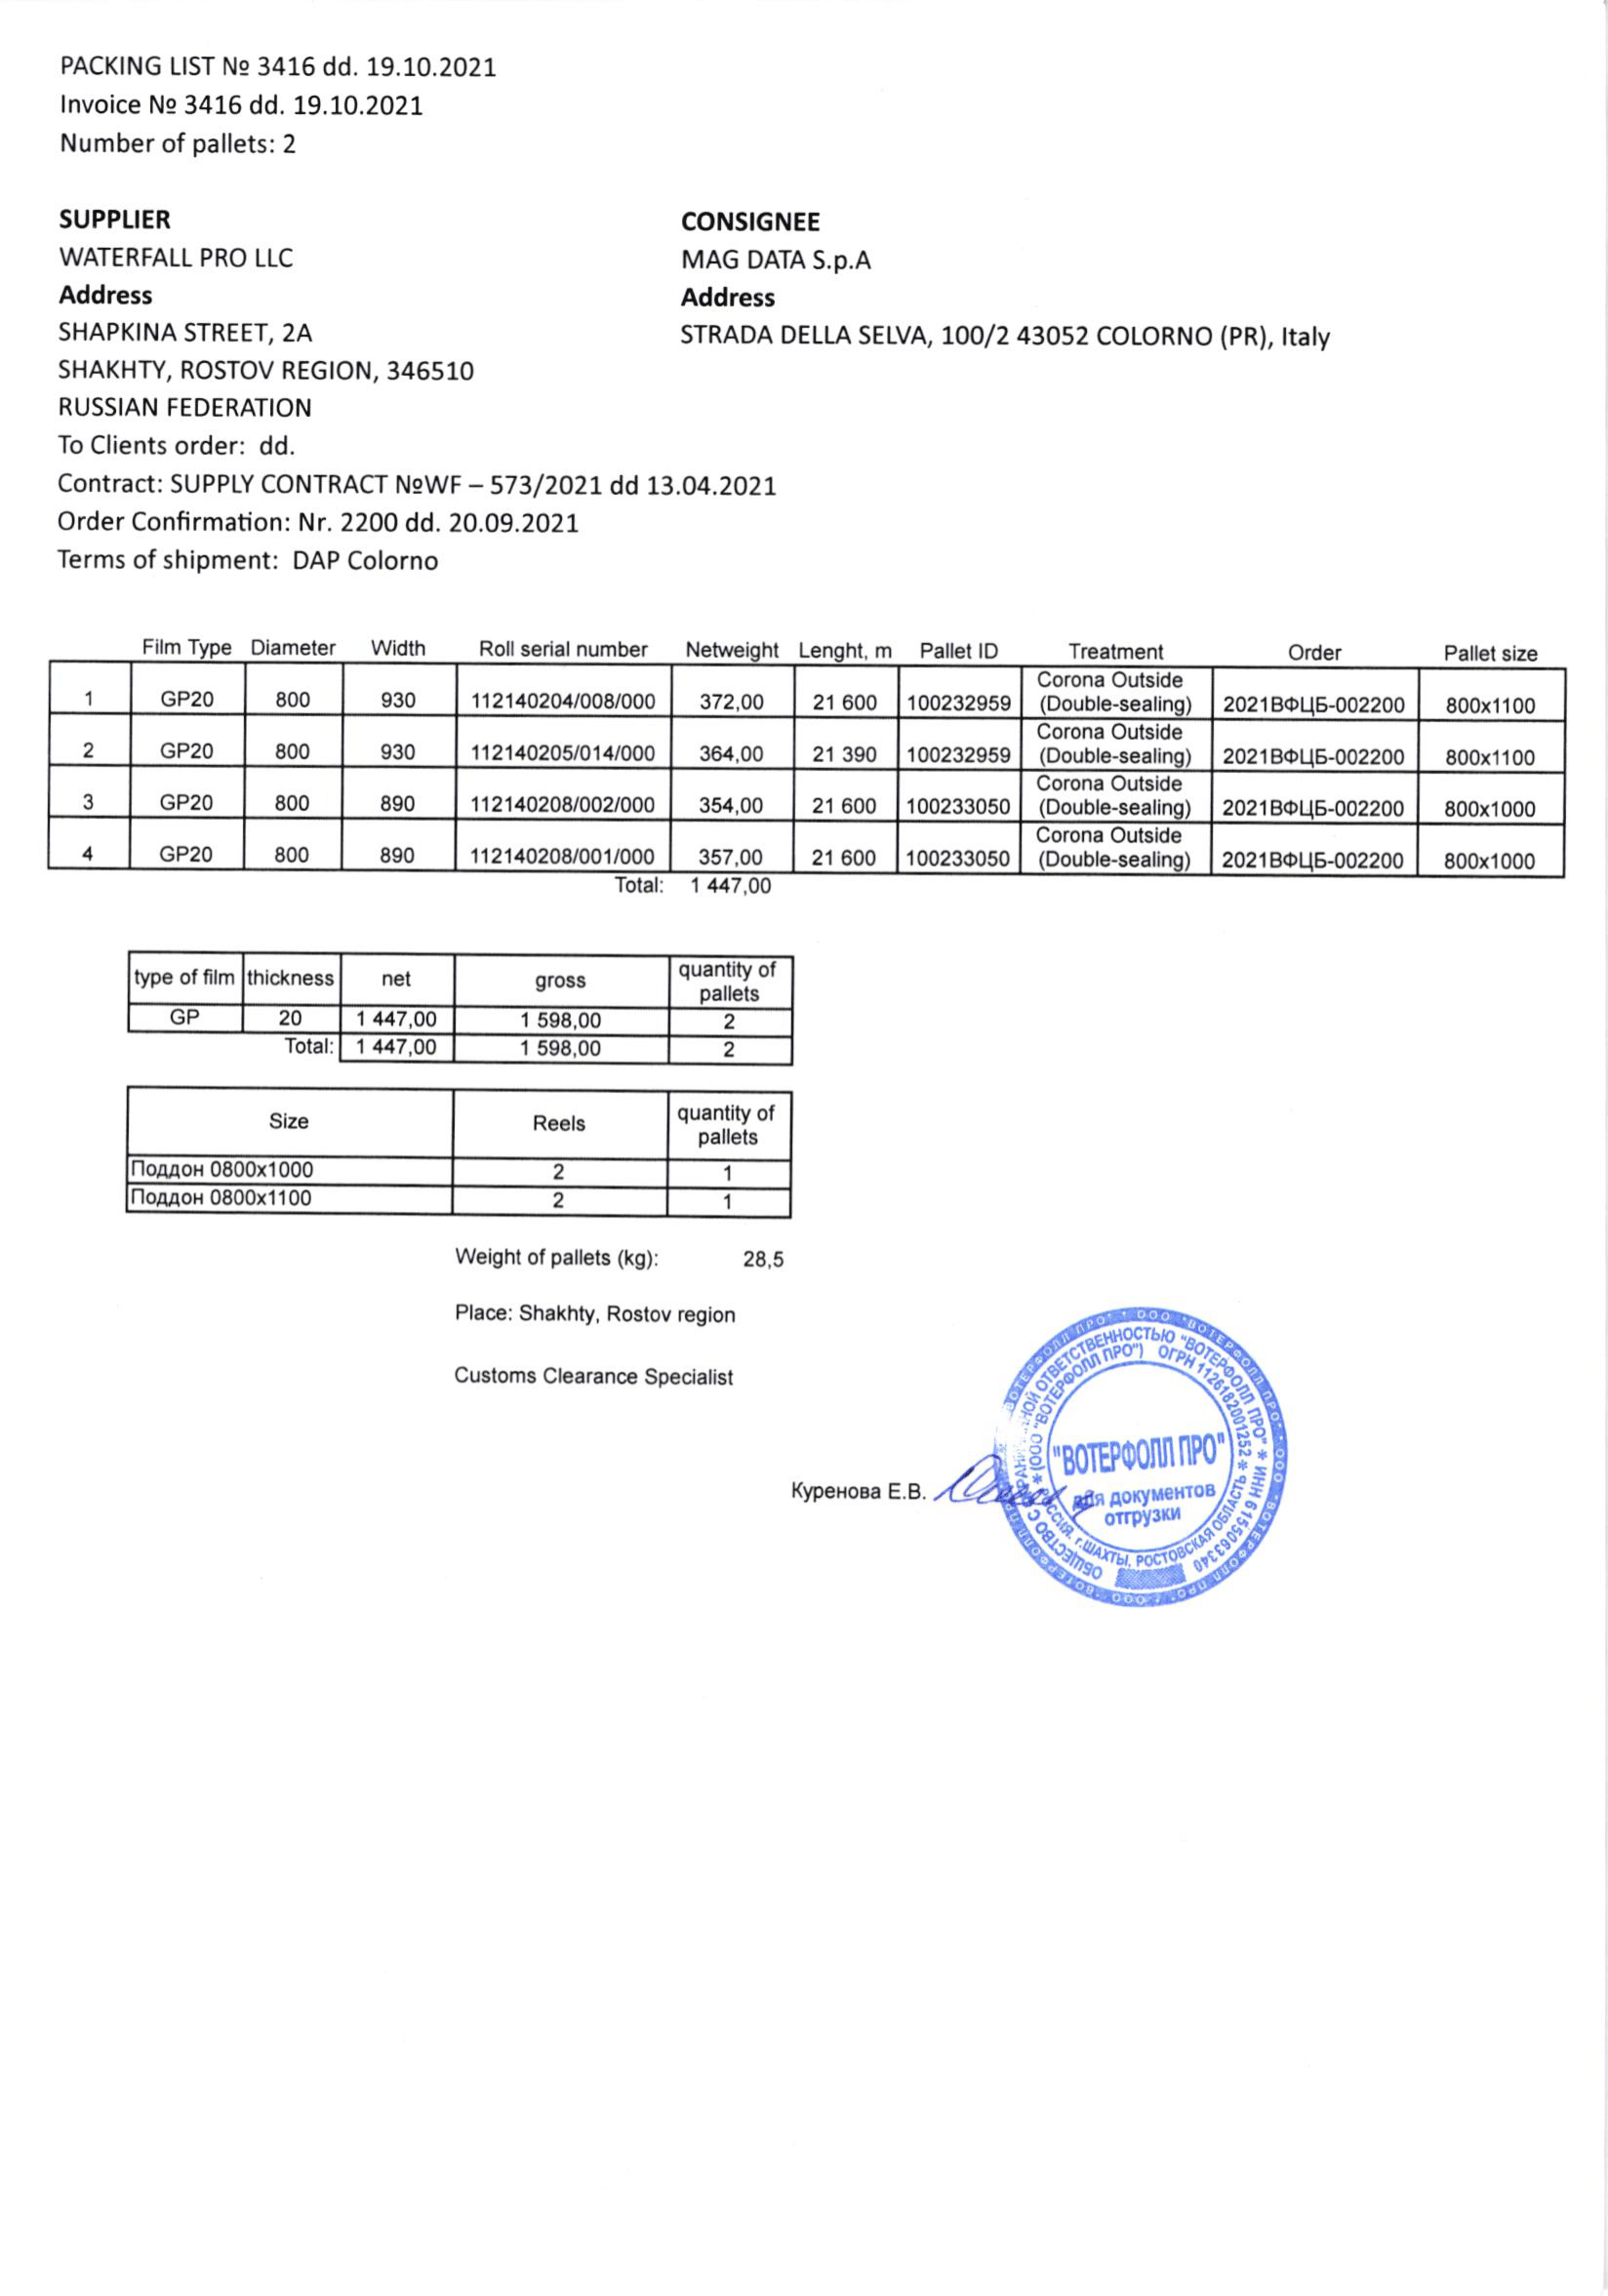 PACKING LIST № 3416 dd. 19.10.2021
Invoice № 3416 dd. 19.10.2021
Number of pallets: 2
SUPPLIER
WATERFALL PRO LLC
Address
SHAPKINA STREET, 2A
SHAKHTY, ROSTOV REGION, 346510
RUSSIAN FEDERATION
CONSIGNEE
MAG DATA S.p.A
Address
STRADA DELLA SELVA, 100/2 43052 COLORNO (PR), Italy
To Clients order: dd.
Contract: SUPPLY CONTRACT №WF – 573/2021 dd 13.04.2021
Order Confirmation: Nr. 2200 dd. 20.09.2021
Terms of shipment: DAP Colorno
Film Type Diameter Width Roll serial number Netweight Lenght, m Pallet ID Treatment Order Pallet size
1 GP20 800 930 112140204/008/000 372,00 21 600 100232959 Corona Outside (Double-sealing) 2021ВФЦБ-002200 800x1100
2 GP20 800 930 112140205/014/000 364,00 21 390 100232959 Corona Outside (Double-sealing) 2021ВФЦБ-002200 800x1100
3 GP20 800 890 112140208/002/000 354,00 21 600 100233050 Corona Outside (Double-sealing) 2021ВФЦБ-002200 800x1000
4 GP20 800 890 112140208/001/000 357,00 21 600 100233050 Corona Outside (Double-sealing) 2021ВФЦБ-002200 800x1000
Total: 1 447,00
type of film thickness net gross quantity of pallets
GP 20 1 447,00 1 598,00 2
Total: 1 447,00 1 598,00 2
Size Reels quantity of pallets
Поддон 0800x1000 2 1
Поддон 0800x1100 2 1
Weight of pallets (kg): 28,5
Place: Shakhty, Rostov region
Customs Clearance Specialist
Куренова Е.В.
"ВОТЕРФОЛЛ ПРО"
для документов
отгрузки
ОБЩЕСТВО С ОТВЕТСТВЕННОСТЬЮ "ВОТЕРФОЛЛ ПРО" * ИНН 6155063340
* (ООО "ВОТЕРФОЛЛ ПРО") ОГРН 1126182001252 *
РОССИЯ, г.ШАХТЫ, РОСТОВСКАЯ ОБЛАСТЬ
ООО "ВОТЕРФОЛЛ ПРО" * ООО "ВОТЕРФОЛЛ ПРО"